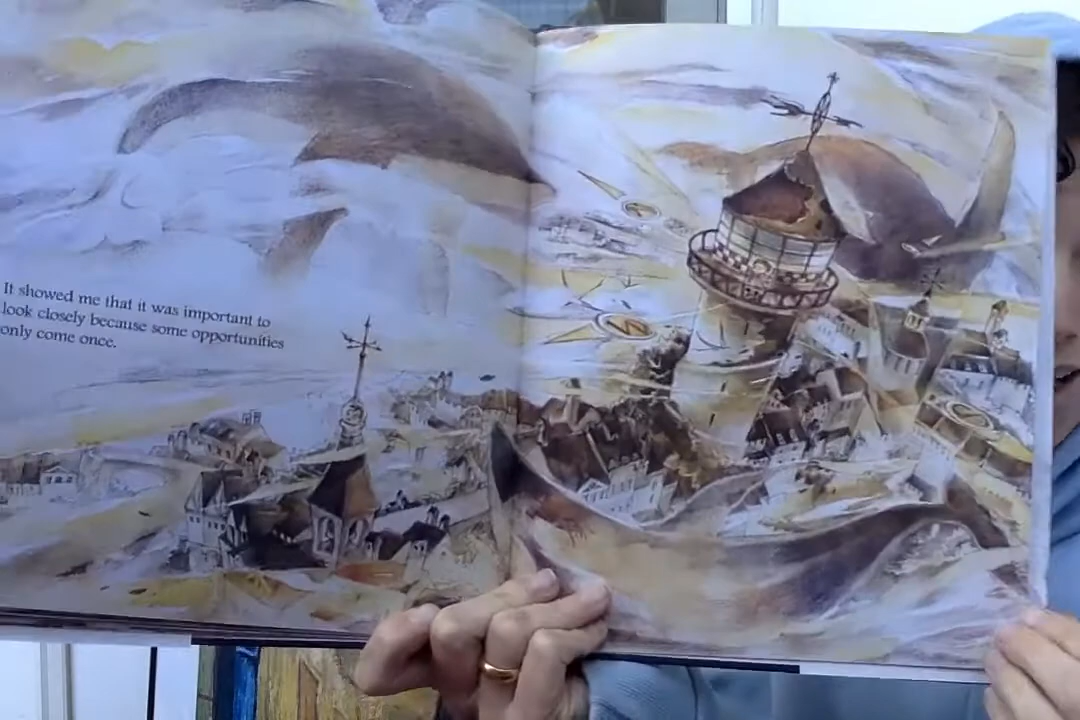 It showed me that it was important to
look closely because some opportunities
only come once.